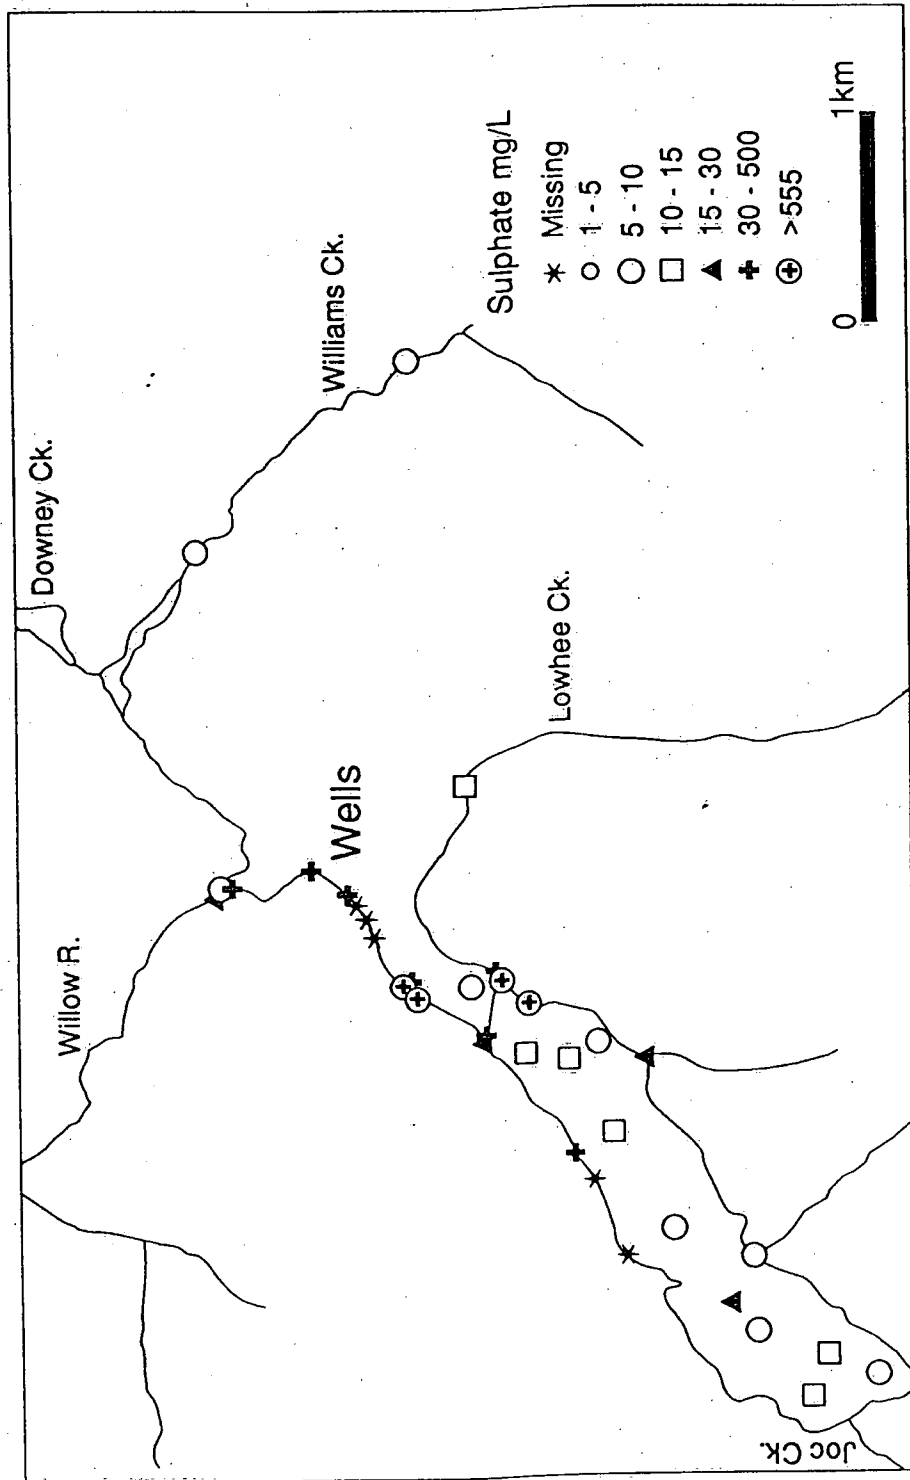 Downey Ck.
Williams Ck.
Willow R.
Wells
Lowhee Ck.
Joc Ck.
Sulphate mg/L
Missing
1 - 5
5 - 10
10 - 15
15 - 30
30 - 500
>555
0
1km